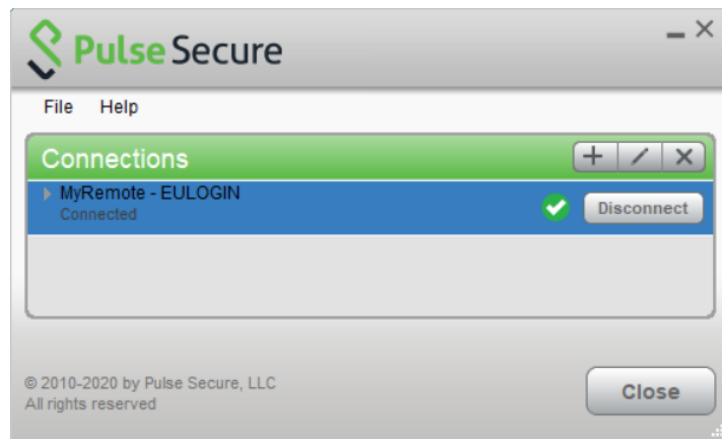 Pulse Secure
File Help
Connections
MyRemote - EULOGIN
Connected
Disconnect
© 2010-2020 by Pulse Secure, LLC
All rights reserved
Close